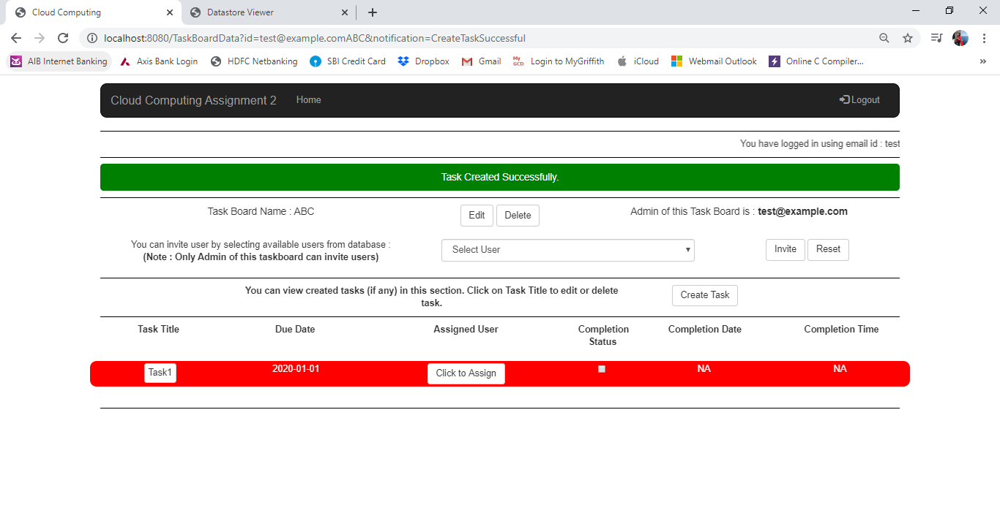 Cloud Computing
Datastore Viewer
localhost:8080/TaskBoardData?id=test@example.comABC&notification=CreateTaskSuccessful
AIB Internet Banking Axis Bank Login HDFC Netbanking SBI Credit Card Dropbox Gmail My GCD Login to MyGriffith iCloud Webmail Outlook Online C Compiler... »
Cloud Computing Assignment 2 Home Logout
You have logged in using email id : test
Task Created Successfully.
Task Board Name : ABC Edit Delete Admin of this Task Board is : test@example.com
You can invite user by selecting available users from database :
(Note : Only Admin of this taskboard can invite users)
Select User Invite Reset
You can view created tasks (if any) in this section. Click on Task Title to edit or delete
task.
Create Task
Task Title Due Date Assigned User Completion Status Completion Date Completion Time
Task1 2020-01-01 Click to Assign NA NA